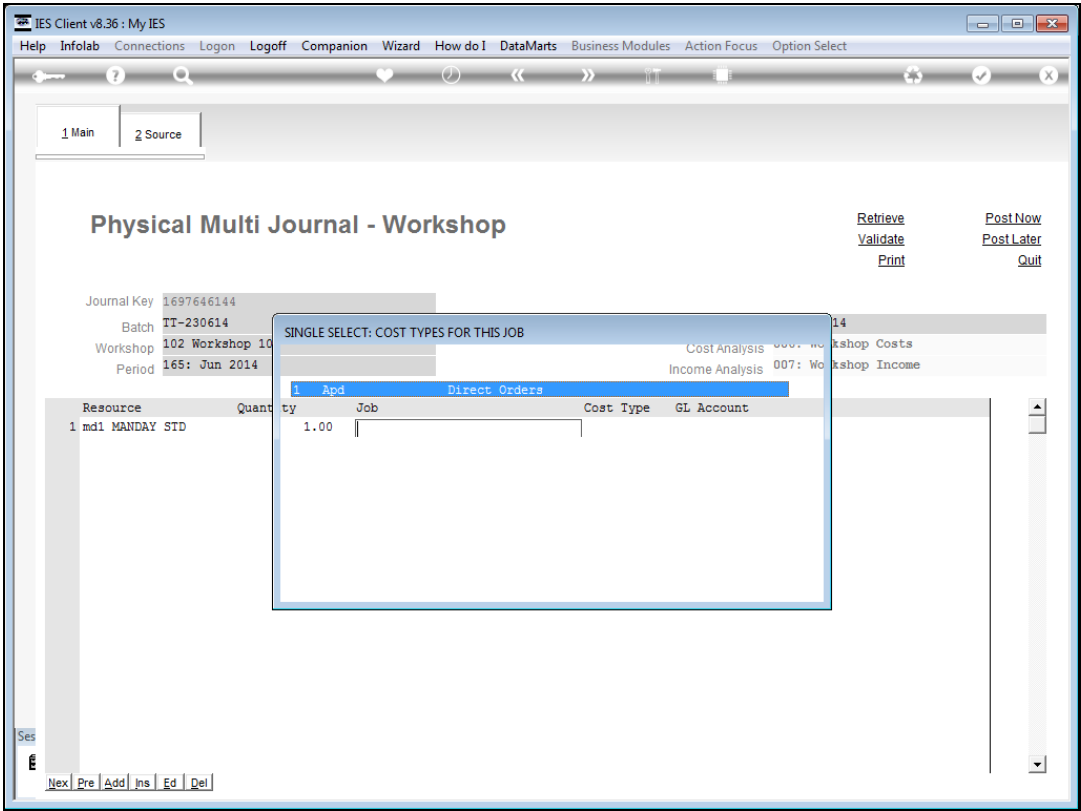 IES Client v8.36 : My IES
Help Infolab Connections Logon Logoff Companion Wizard How do I DataMarts Business Modules Action Focus Option Select
1 Main 2 Source
Physical Multi Journal - Workshop
Retrieve Post Now
Validate Post Later
Print Quit
Journal Key 1697646144
Batch TT-230614 14
Workshop 102 Workshop 10 Cost Analysis kshop Costs
Period 165: Jun 2014 Income Analysis 007: Workshop Income
SINGLE SELECT: COST TYPES FOR THIS JOB
1 Apd Direct Orders
Resource Quantity Job Cost Type GL Account
1 md1 MANDAY STD 1.00
Ses
Nex Pre Add Ins Ed Del